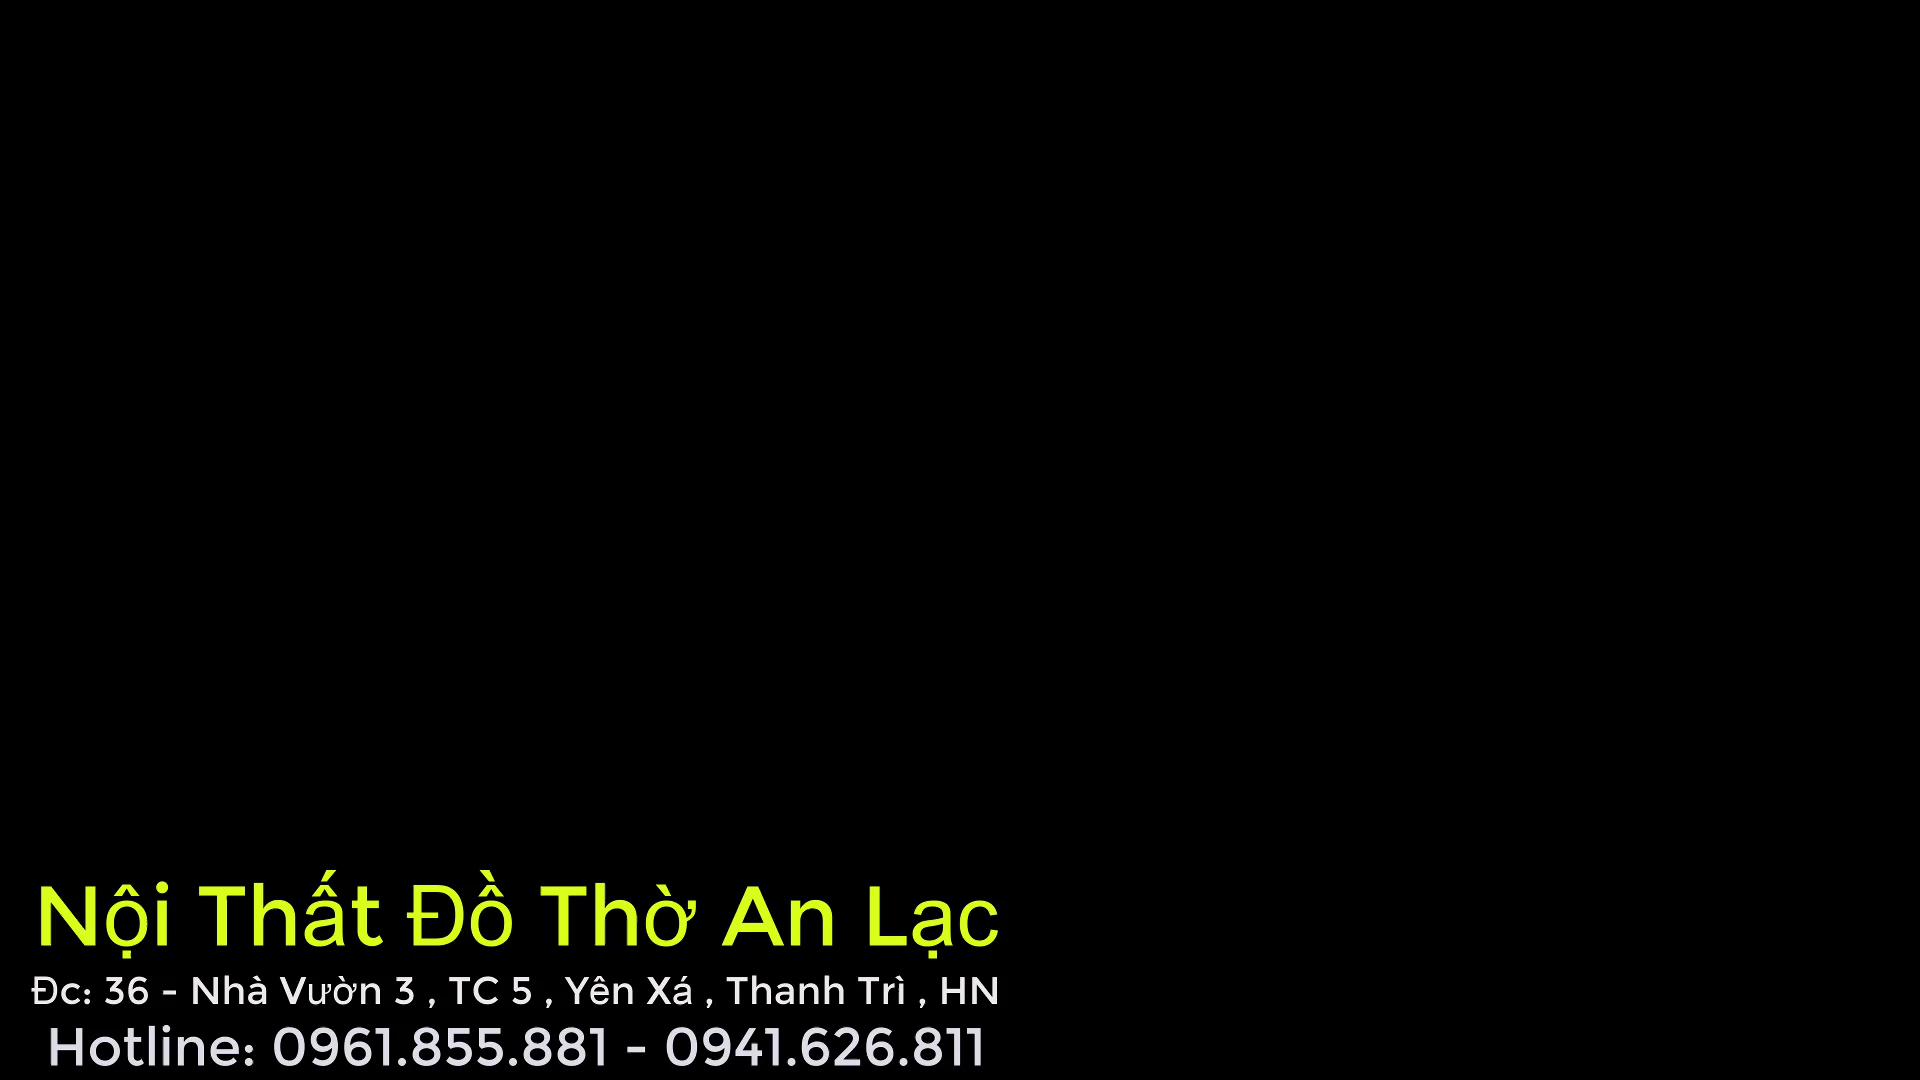 Nội Thất Đồ Thờ An Lạc
Đc: 36 - Nhà Vườn 3 , TC 5 , Yên Xá , Thanh Trì , HN
Hotline: 0961.855.881 - 0941.626.811